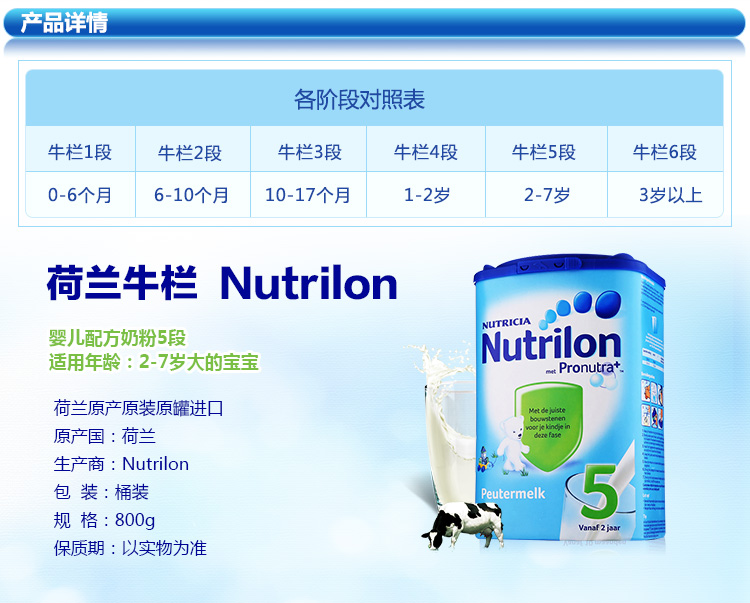 产品详情
各阶段对照表
牛栏1段 牛栏2段 牛栏3段 牛栏4段 牛栏5段 牛栏6段
0-6个月 6-10个月 10-17个月 1-2岁 2-7岁 3岁以上
荷兰牛栏 Nutrilon
婴儿配方奶粉5段
适用年龄：2-7岁大的宝宝
荷兰原产原装原罐进口
原产国：荷兰
生产商：Nutrilon
包 装：桶装
规 格：800g
保质期：以实物为准
NUTRICIA
Nutrilon
met Pronutra+
Met de juiste
bouwstenen
voor je kindje in
deze fase
Peutermelk
5
Vanaf 2 jaar